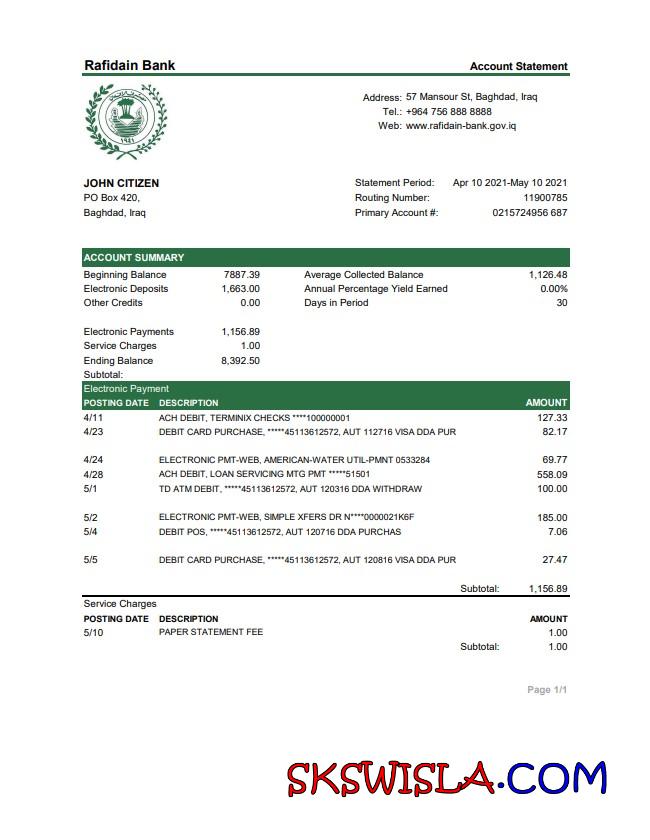 Rafidain Bank Account Statement
Address: 57 Mansour St, Baghdad, Iraq
Tel.: +964 756 888 8888
Web: www.rafidain-bank.gov.iq
١٩٤١
JOHN CITIZEN
PO Box 420,
Baghdad, Iraq
Statement Period: Apr 10 2021-May 10 2021
Routing Number: 11900785
Primary Account #: 0215724956 687
ACCOUNT SUMMARY
Beginning Balance 7887.39 Average Collected Balance 1,126.48
Electronic Deposits 1,663.00 Annual Percentage Yield Earned 0.00%
Other Credits 0.00 Days in Period 30
Electronic Payments 1,156.89
Service Charges 1.00
Ending Balance 8,392.50
Subtotal:
Electronic Payment
POSTING DATE DESCRIPTION AMOUNT
4/11 ACH DEBIT, TERMINIX CHECKS ****100000001 127.33
4/23 DEBIT CARD PURCHASE, *****45113612572, AUT 112716 VISA DDA PUR 82.17
4/24 ELECTRONIC PMT-WEB, AMERICAN-WATER UTIL-PMNT 0533284 69.77
4/28 ACH DEBIT, LOAN SERVICING MTG PMT *****51501 558.09
5/1 TD ATM DEBIT, *****45113612572, AUT 120316 DDA WITHDRAW 100.00
5/2 ELECTRONIC PMT-WEB, SIMPLE XFERS DR N****0000021K6F 185.00
5/4 DEBIT POS, *****45113612572, AUT 120716 DDA PURCHAS 7.06
5/5 DEBIT CARD PURCHASE, *****45113612572, AUT 120816 VISA DDA PUR 27.47
Subtotal: 1,156.89
Service Charges
POSTING DATE DESCRIPTION AMOUNT
5/10 PAPER STATEMENT FEE 1.00
Subtotal: 1.00
Page 1/1
SKSWISLA.COM